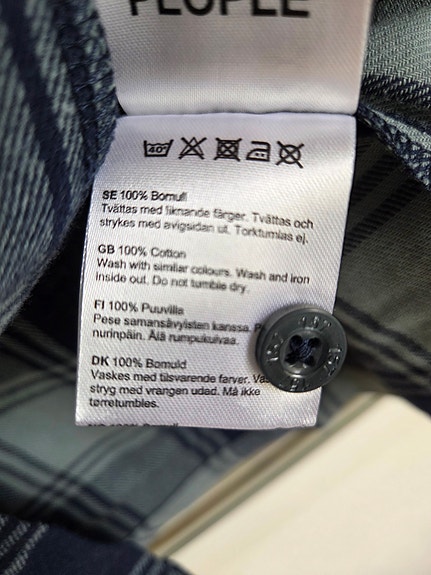 PEOPLE
40°
SE 100% Bomull
Tvättas med liknande färger. Tvättas och
strykes med avigsidan ut. Torktumlas ej.
GB 100% Cotton
Wash with similar colours. Wash and iron
inside out. Do not tumble dry.
FI 100% Puuvilla
Pese samansävyisten kanssa.
nurinpäin. Älä rumpukuivaa.
DK 100% Bomuld
Vaskes med tilsvarende farver.
stryg med vrangen udad. Må ikke
tørretumbles.